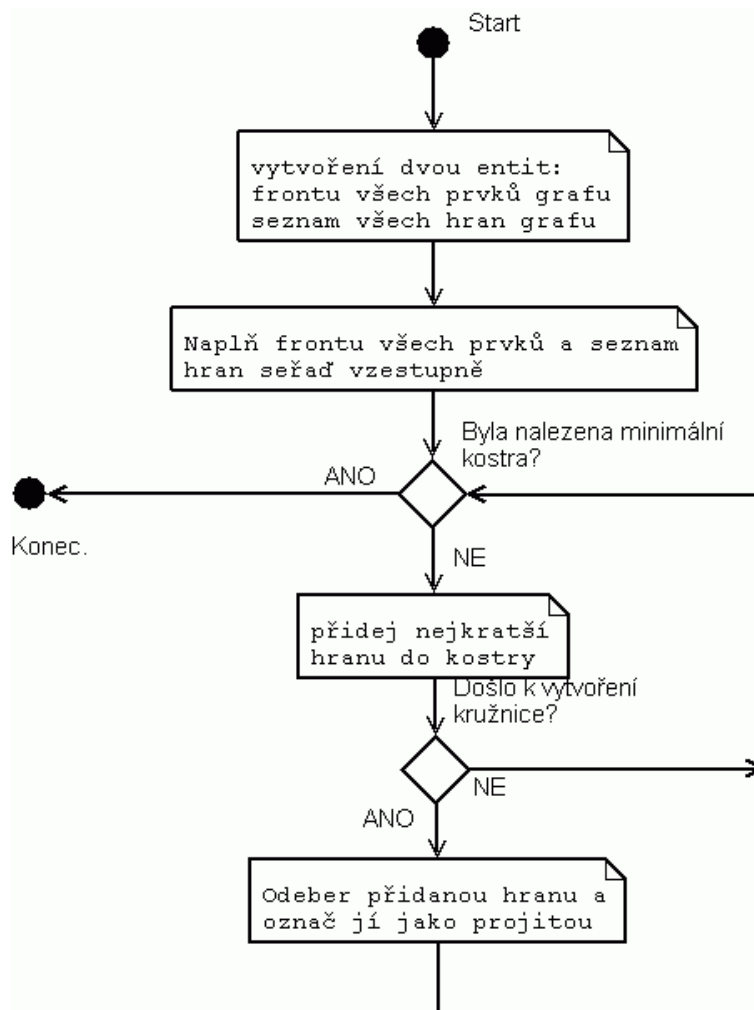 Start
vytvoření dvou entit:
frontu všech prvků grafu
seznam všech hran grafu
Naplň frontu všech prvků a seznam
hran seřaď vzestupně
Byla nalezena minimální
kostra?
ANO
Konec.
NE
přidej nejkratší
hranu do kostry
Došlo k vytvoření
kružnice?
NE
ANO
Odeber přidanou hranu a
označ jí jako projitou